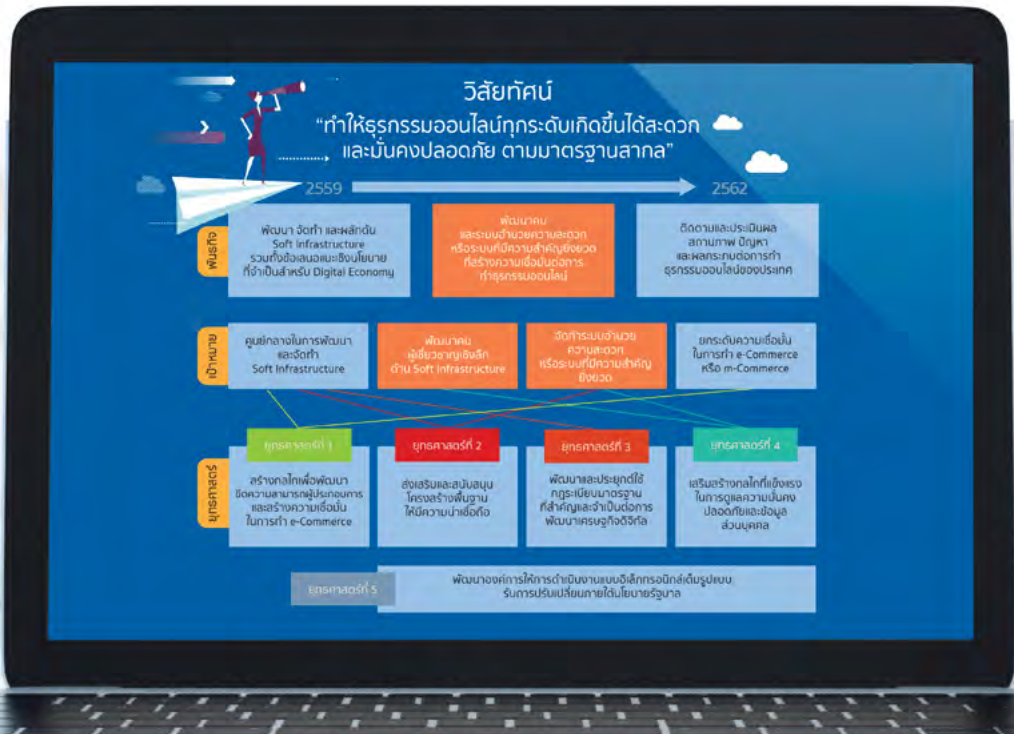 วิสัยทัศน์
“ทำให้ธุรกรรมออนไลน์ทุกระดับเกิดขึ้นได้สะดวก
และมั่นคงปลอดภัย ตามมาตรฐานสากล”
2559
2562
พันธกิจ
พัฒนา จัดทำ และผลักดัน
Soft Infrastructure
รวมทั้งข้อเสนอแนะเชิงนโยบาย
ที่จำเป็นสำหรับ Digital Economy
พัฒนาคน
และระบบอำนวยความสะดวก
หรือระบบที่มีความสำคัญยิ่งยวด
ที่สร้างความเชื่อมั่นต่อการ
ทำธุรกรรมออนไลน์
ติดตามและประเมินผล
สถานภาพ ปัญหา
และผลกระทบต่อการทำ
ธุรกรรมออนไลน์ของประเทศ
เป้าหมาย
ศูนย์กลางในการพัฒนา
และจัดทำ
Soft Infrastructure
พัฒนาคน
ผู้เชี่ยวชาญเชิงลึก
ด้าน Soft Infrastructure
จัดทำระบบอำนวย
ความสะดวก
หรือระบบที่มีความสำคัญ
ยิ่งยวด
ยกระดับความเชื่อมั่น
ในการทำ e-Commerce
หรือ m-Commerce
ยุทธศาสตร์
ยุทธศาสตร์ที่ 1
สร้างกลไกเพื่อพัฒนา
ขีดความสามารถผู้ประกอบการ
และสร้างความเชื่อมั่น
ในการทำ e-Commerce
ยุทธศาสตร์ที่ 2
ส่งเสริมและสนับสนุน
โครงสร้างพื้นฐาน
ให้มีความน่าเชื่อถือ
ยุทธศาสตร์ที่ 3
พัฒนาและประยุกต์ใช้
กฎระเบียบมาตรฐาน
ที่สำคัญและจำเป็นต่อการ
พัฒนาเศรษฐกิจดิจิทัล
ยุทธศาสตร์ที่ 4
เสริมสร้างกลไกที่แข็งแรง
ในการดูแลความมั่นคง
ปลอดภัยและข้อมูล
ส่วนบุคคล
ยุทธศาสตร์ที่ 5
พัฒนาองค์การให้การดำเนินงานแบบอิเล็กทรอนิกส์เต็มรูปแบบ
รับการปรับเปลี่ยนภายใต้นโยบายรัฐบาล